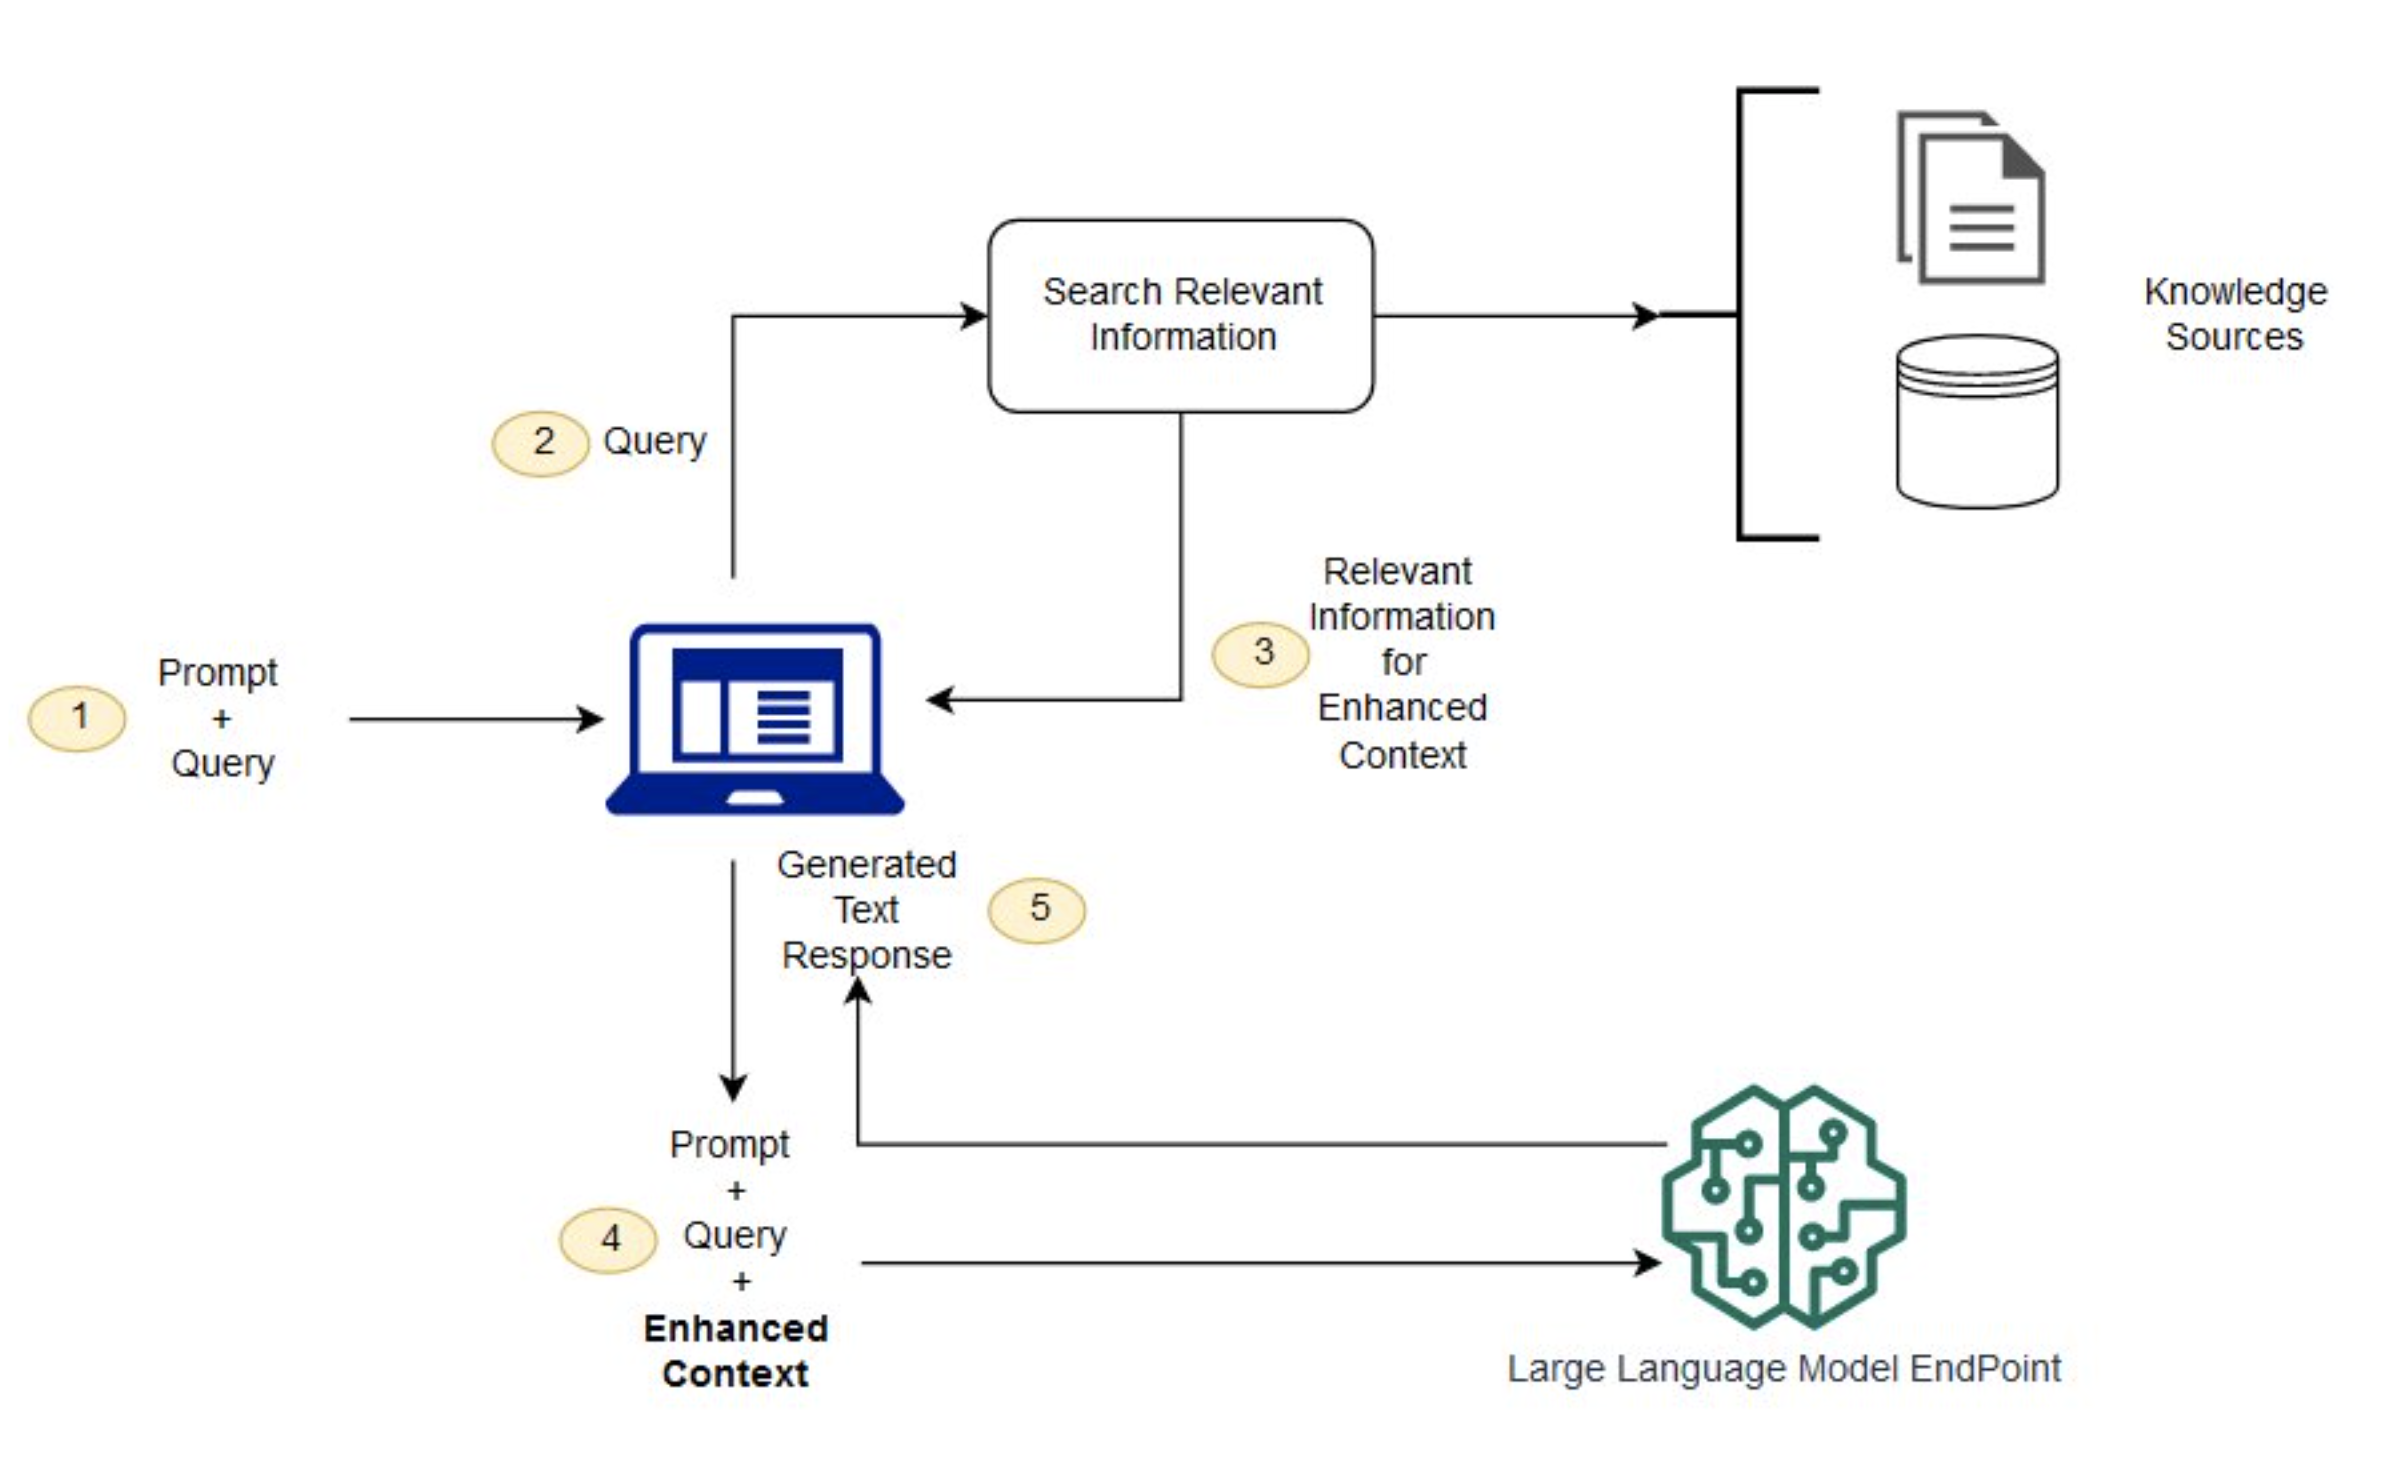 Search Relevant
Information
Knowledge
Sources
2 Query
Relevant
Information
3 for
Enhanced
Context
Prompt
1 +
Query
Generated
Text 5
Response
Prompt
+
4 Query
+
Enhanced
Context
Large Language Model EndPoint